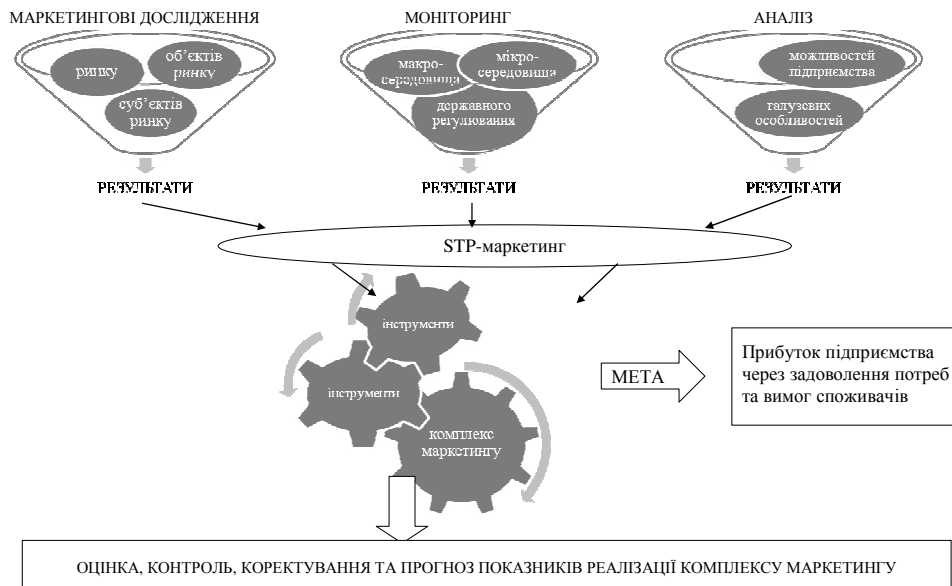 МАРКЕТИНГОВІ ДОСЛІДЖЕННЯ
МОНІТОРИНГ
АНАЛІЗ
ринку
об’єктів
ринку
суб’єктів
ринку
макро-
середовища
мікро-
середовища
державного
регулювання
можливостей
підприємства
галузевих
особливостей
РЕЗУЛЬТАТИ
РЕЗУЛЬТАТИ
РЕЗУЛЬТАТИ
STP-маркетинг
інструменти
інструменти
комплекс
маркетингу
МЕТА
Прибуток підприємства
через задоволення потреб
та вимог споживачів
ОЦІНКА, КОНТРОЛЬ, КОРЕКТУВАННЯ ТА ПРОГНОЗ ПОКАЗНИКІВ РЕАЛІЗАЦІЇ КОМПЛЕКСУ МАРКЕТИНГУ